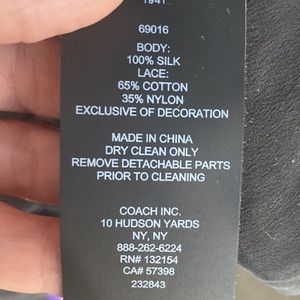 1941
69016
BODY:
100% SILK
LACE:
65% COTTON
35% NYLON
EXCLUSIVE OF DECORATION
MADE IN CHINA
DRY CLEAN ONLY
REMOVE DETACHABLE PARTS
PRIOR TO CLEANING
COACH INC.
10 HUDSON YARDS
NY, NY
888-262-6224
RN# 132154
CA# 57398
232843